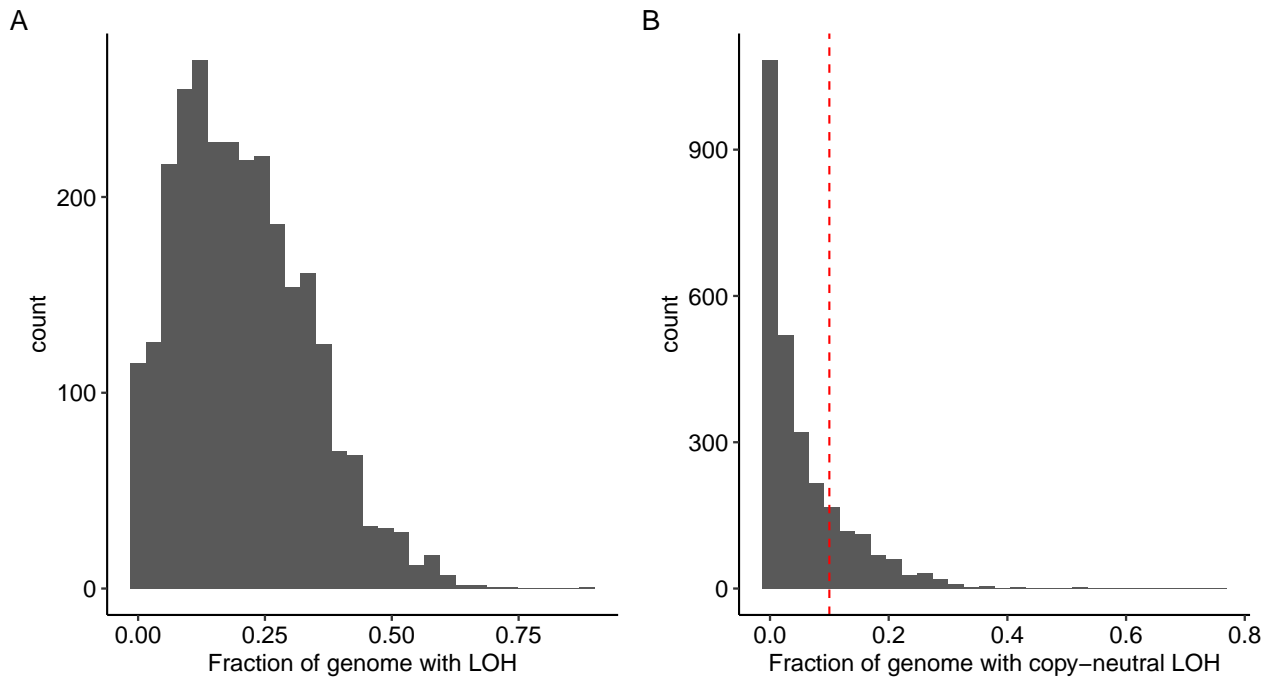 A
count
200
100
0
0.00 0.25 0.50 0.75
Fraction of genome with LOH
B
count
900
600
300
0
0.0 0.2 0.4 0.6 0.8
Fraction of genome with copy−neutral LOH